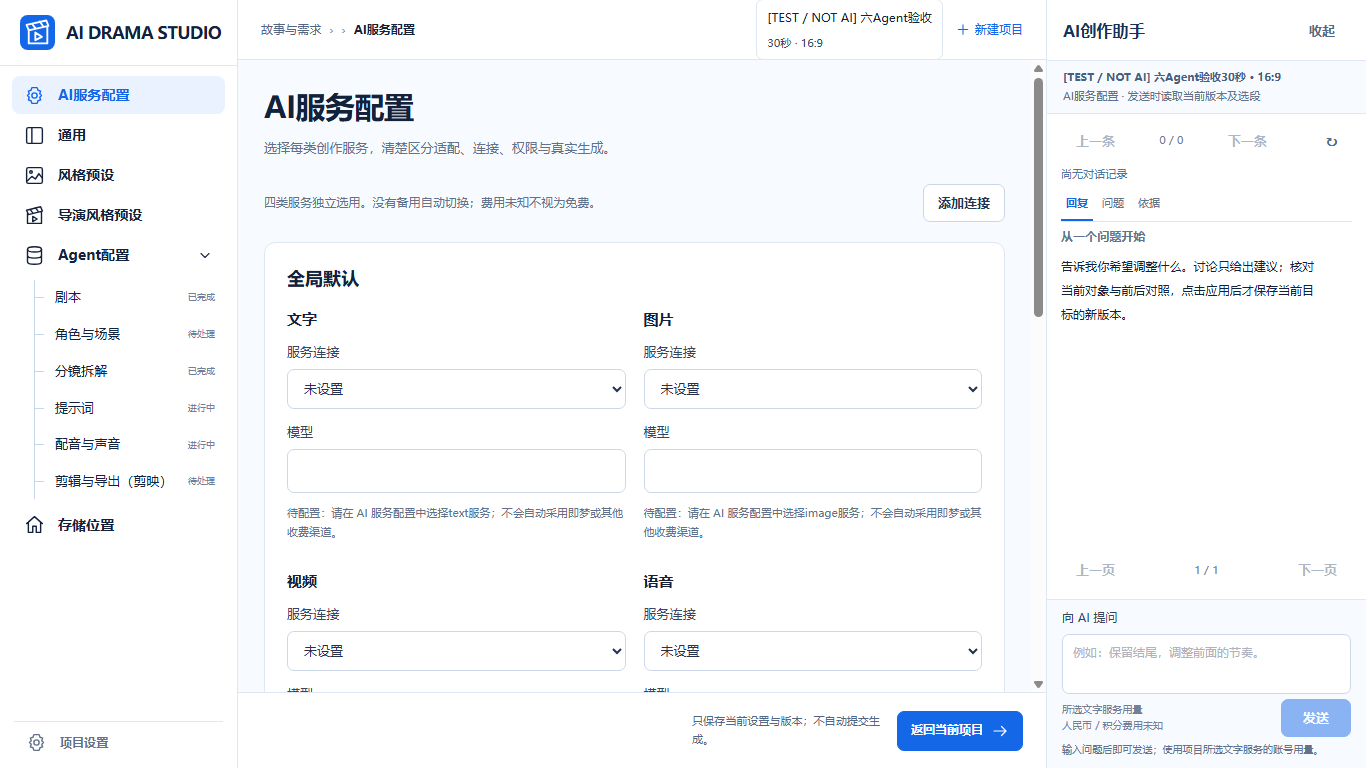 AI DRAMA STUDIO
AI服务配置
通用
风格预设
导演风格预设
Agent配置
剧本 已完成
角色与场景 待处理
分镜拆解 已完成
提示词 进行中
配音与声音 进行中
剪辑与导出（剪映） 待处理
存储位置
项目设置
故事与需求 › › AI服务配置
[TEST / NOT AI] 六Agent验收
30秒 · 16:9
+ 新建项目
AI服务配置
选择每类创作服务，清楚区分适配、连接、权限与真实生成。
四类服务独立选用。没有备用自动切换；费用未知不视为免费。
添加连接
全局默认
文字
服务连接
未设置
模型
待配置：请在 AI 服务配置中选择text服务；不会自动采用即梦或其他
收费渠道。
图片
服务连接
未设置
模型
待配置：请在 AI 服务配置中选择image服务；不会自动采用即梦或其
他收费渠道。
视频
服务连接
未设置
语音
服务连接
未设置
只保存当前设置与版本；不自动提交生
成。
返回当前项目 →
AI创作助手
收起
[TEST / NOT AI] 六Agent验收30秒 • 16:9
AI服务配置 · 发送时读取当前版本及选段
上一条 0 / 0 下一条 ↻
尚无对话记录
回复 问题 依据
从一个问题开始
告诉我你希望调整什么。讨论只给出建议；核对
当前对象与前后对照，点击应用后才保存当前目
标的新版本。
上一页 1 / 1 下一页
向 AI 提问
例如：保留结尾，调整前面的节奏。
所选文字服务用量
人民币 / 积分费用未知
发送
输入问题后即可发送；使用项目所选文字服务的账号用量。